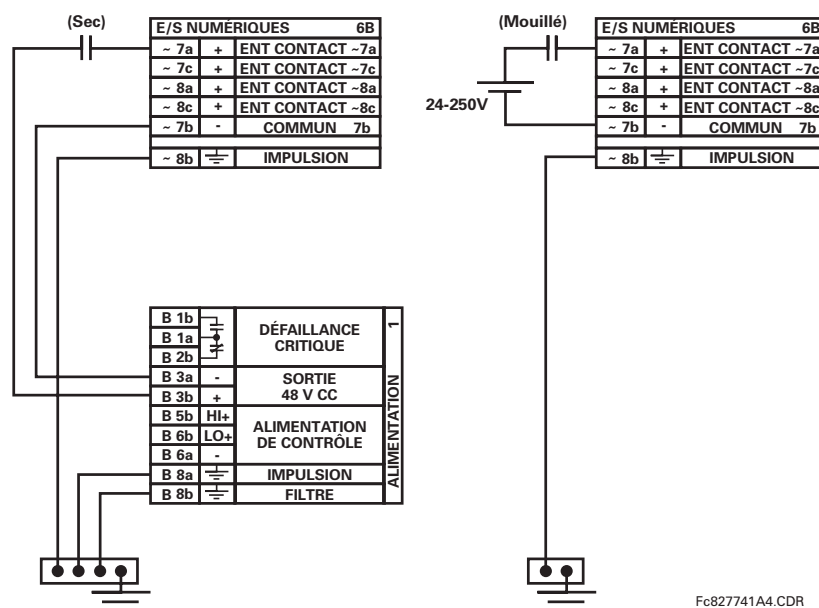 (Sec)
E/S NUMÉRIQUES 6B
~ 7a + ENT CONTACT ~7a
~ 7c + ENT CONTACT ~7c
~ 8a + ENT CONTACT ~8a
~ 8c + ENT CONTACT ~8c
~ 7b - COMMUN 7b
~ 8b IMPULSION
(Mouillé)
24-250V
E/S NUMÉRIQUES 6B
~ 7a + ENT CONTACT ~7a
~ 7c + ENT CONTACT ~7c
~ 8a + ENT CONTACT ~8a
~ 8c + ENT CONTACT ~8c
~ 7b - COMMUN 7b
~ 8b IMPULSION
B 1b
B 1a
B 2b
DÉFAILLANCE
CRITIQUE
B 3a -
B 3b +
SORTIE
48 V CC
B 5b HI+
B 6b LO+
B 6a -
ALIMENTATION
DE CONTRÔLE
B 8a IMPULSION
B 8b FILTRE
ALIMENTATION 1
Fc827741A4.CDR